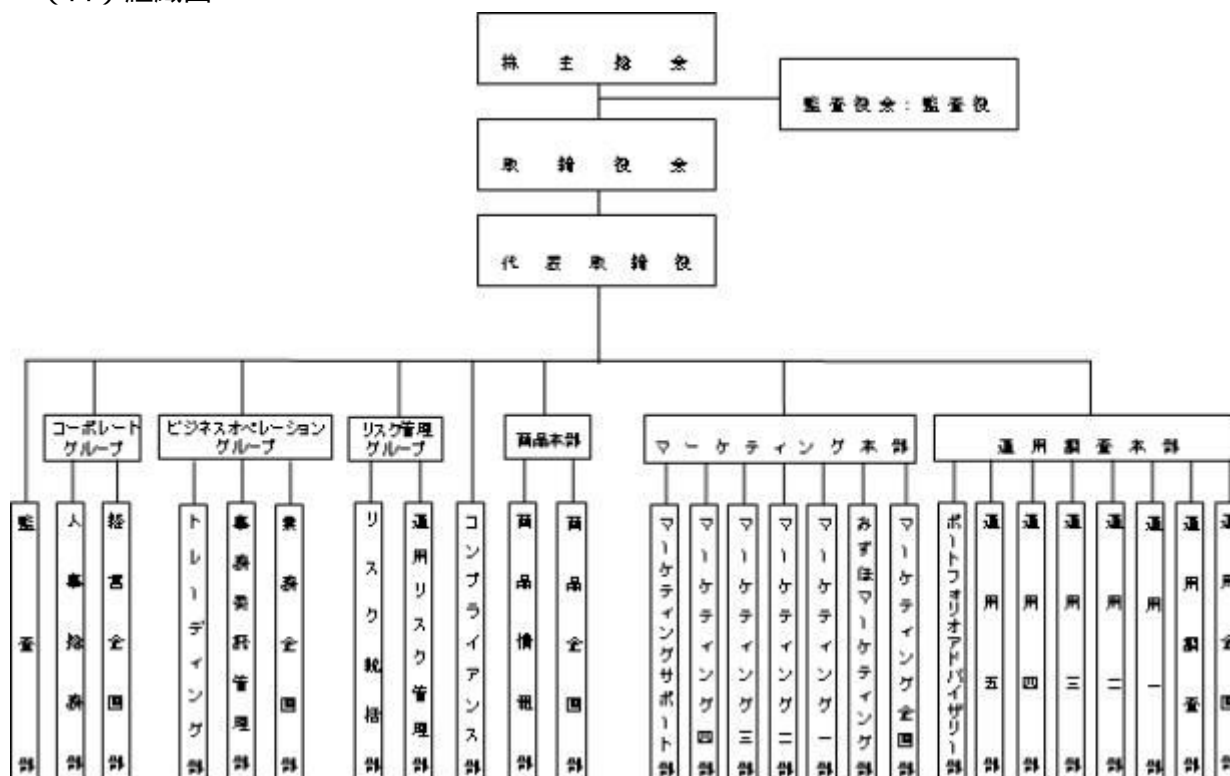 組織図
株主総会
監査役会:監査役
取締役会
代表取締役
コーポレート
グループ
ビジネスオペレーション
グループ
リスク管理
グループ
商品本部
マーケティング本部
運用調査本部
監査部
人事総務部
経営企画部
トレーディング部
事務委託管理部
業務企画部
リスク統括部
運用リスク管理部
コンプライアンス部
商品情報部
商品企画部
マーケティングサポート部
マーケティング四部
マーケティング三部
マーケティング二部
マーケティング一部
みずほマーケティング部
マーケティング企画部
ポートフォリオアドバイザリー部
運用五部
運用四部
運用三部
運用二部
運用一部
運用調査部
運用企画部